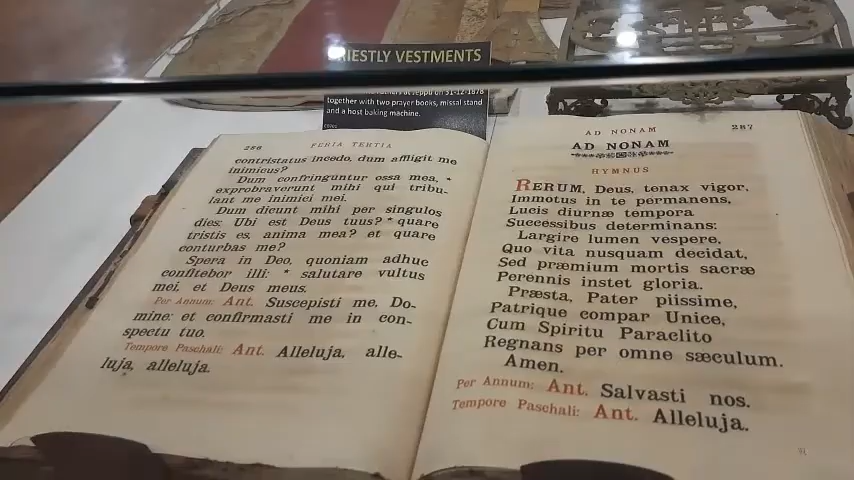 RIESTLY VESTMENTS
fathers at Jeppu on 31-12-1878
together with two prayer books, missal stand
and a host baking machine.
286 FERIA TERTIA
contristatus incedo, dum affligit me
inimicus?
Dum confringuntur ossa mea, *
exprobraverunt mihi qui tribu-
lant me inimici mei.
Dum dicunt mihi per singulos
dies: Ubi est Deus tuus? * quare
tristis es, anima mea? et quare
conturbas me?
Spera in Deo, quoniam adhuc
confitebor illi: * salutare vultus
mei, et Deus meus.
Per Annum: Ant. Suscepisti me, Do-
mine: et confirmasti me in con-
spectu tuo.
Tempore Paschali: Ant. Alleluja, alle-
luja, alleluja.
AD NONAM 287
AD NONAM
HYMNUS
RERUM, Deus, tenax vigor,
Immotus in te permanens,
Lucis diurnæ tempora
Successibus determinans:
Largire lumen vespere,
Quo vita nusquam decidat,
Sed præmium mortis sacræ
Perennis instet gloria.
Præsta, Pater piissime,
Patrique compar Unice,
Cum Spiritu Paraclito
Regnans per omne sæculum.
Amen.
Per Annum: Ant. Salvasti nos.
Tempore Paschali: Ant. Alleluja.